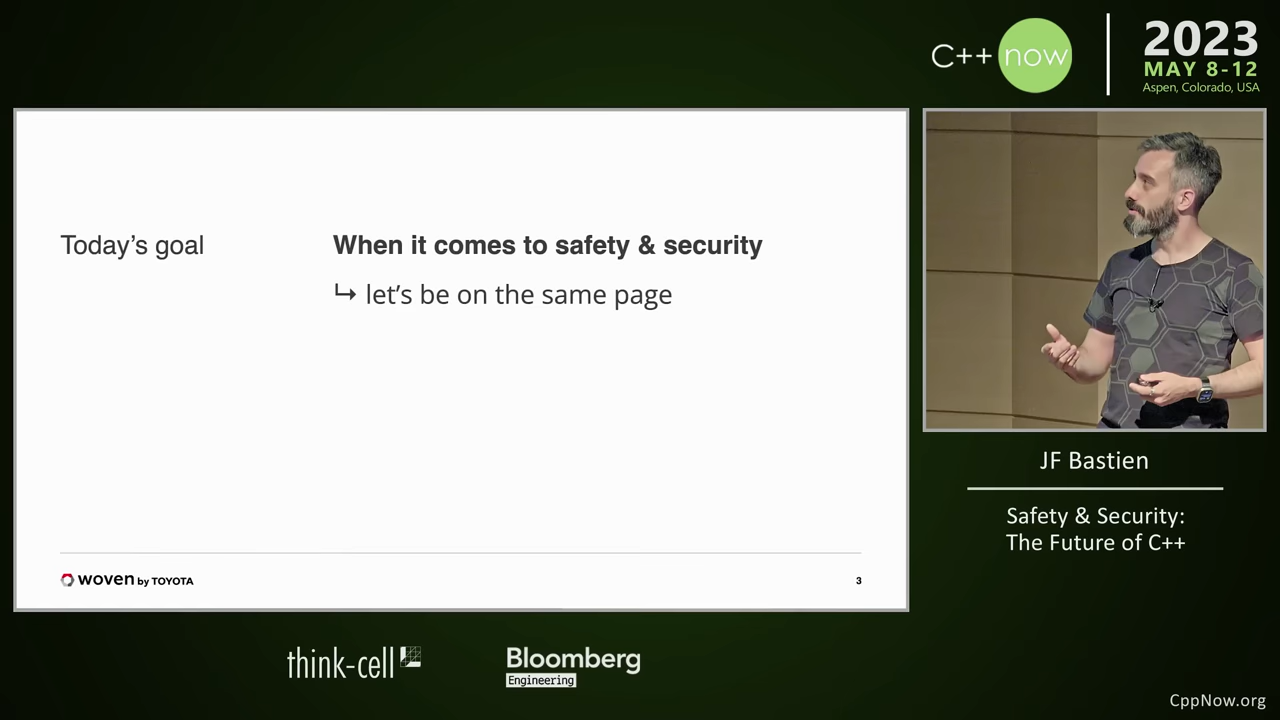 C++ now
2023
MAY 8-12
Aspen, Colorado, USA
Today's goal
When it comes to safety & security
↳ let's be on the same page
woven by TOYOTA
3
JF Bastien
Safety & Security:
The Future of C++
think-cell
Bloomberg
Engineering
CppNow.org